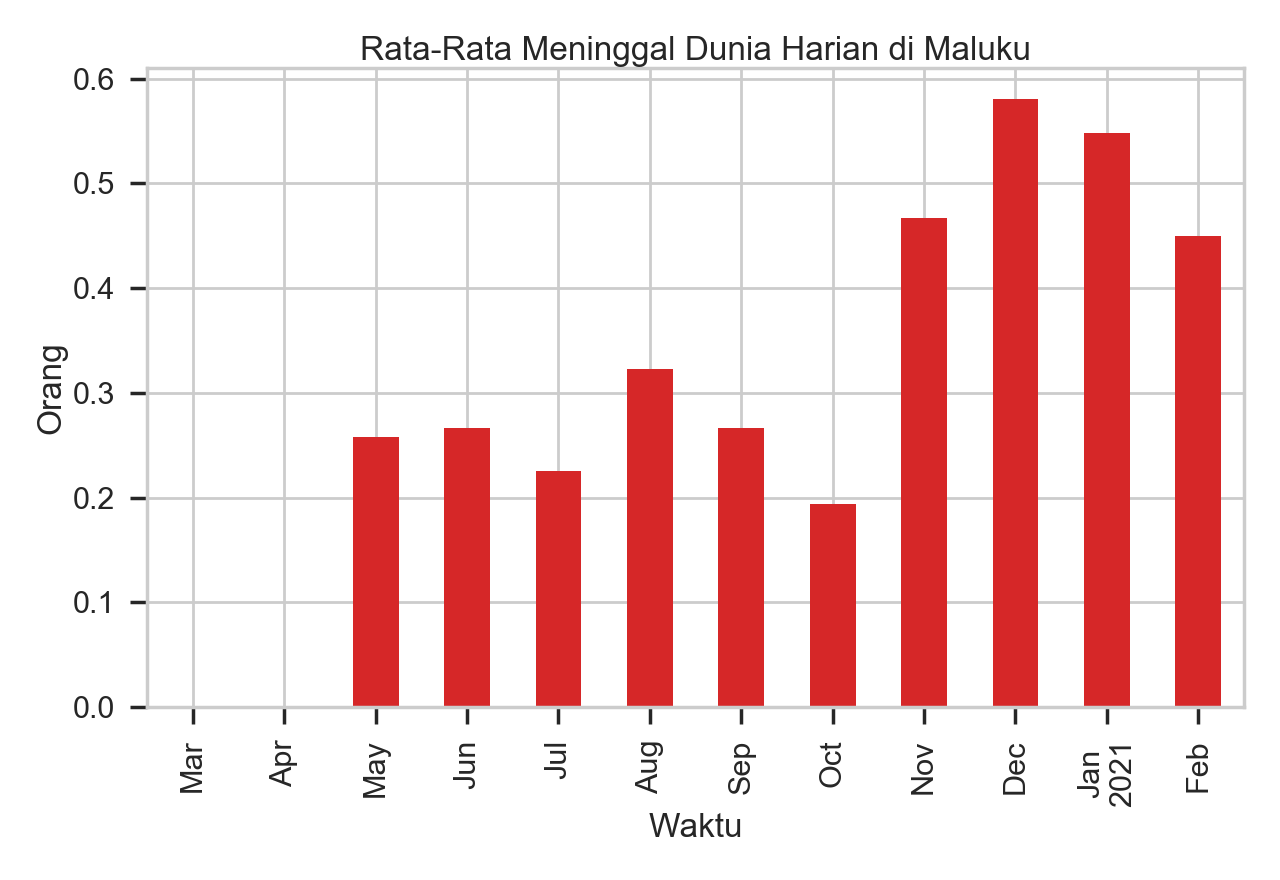 Rata-Rata Meninggal Dunia Harian di Maluku
0.6
0.5
0.4
0.3
0.2
0.1
0.0
Orang
Mar
Apr
May
Jun
Jul
Aug
Sep
Oct
Nov
Dec
Jan
2021
Feb
Waktu